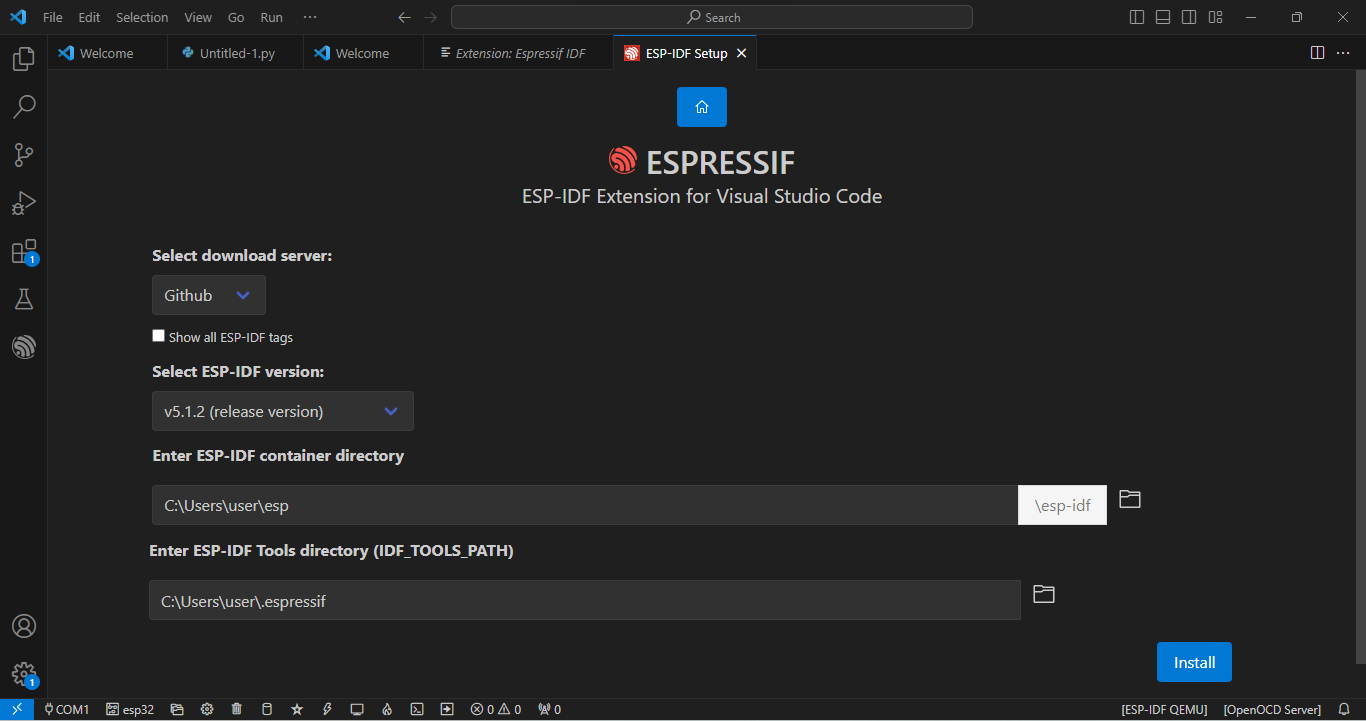 File Edit Selection View Go Run ··· Search
Welcome Untitled-1.py Welcome Extension: Espressif IDF ESP-IDF Setup
ESPRESSIF
ESP-IDF Extension for Visual Studio Code
Select download server:
Github
Show all ESP-IDF tags
Select ESP-IDF version:
v5.1.2 (release version)
Enter ESP-IDF container directory
C:\Users\user\esp \esp-idf
1
Enter ESP-IDF Tools directory (IDF_TOOLS_PATH)
C:\Users\user\.espressif
Install
1
COM1 esp32 0 0 0 [ESP-IDF QEMU] [OpenOCD Server]